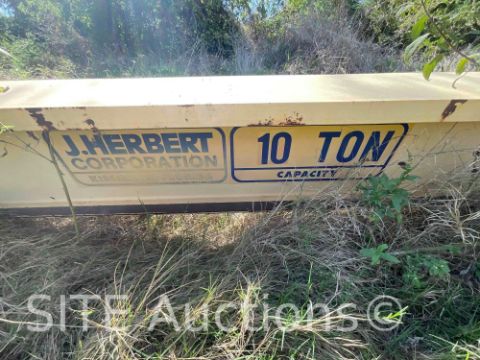 J.HERBERT
CORPORATION
10 TON
CAPACITY
SITE Auctions ©